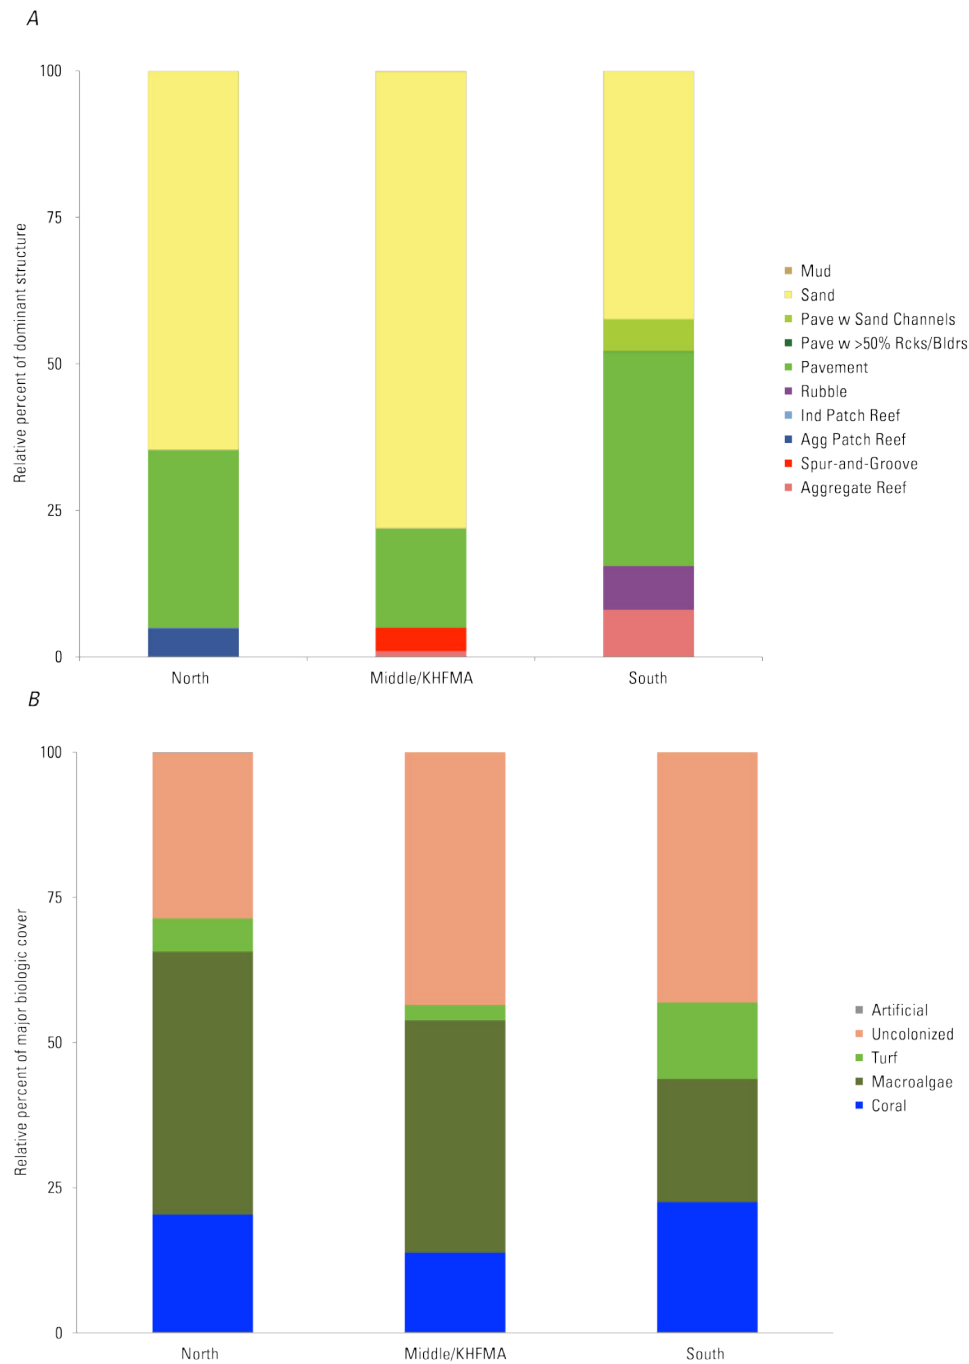 A
Relative percent of dominant structure
100
75
50
25
0
North
Middle/KHFMA
South
Mud
Sand
Pave w Sand Channels
Pave w >50% Rcks/Bldrs
Pavement
Rubble
Ind Patch Reef
Agg Patch Reef
Spur-and-Groove
Aggregate Reef
B
Relative percent of major biologic cover
100
75
50
25
0
North
Middle/KHFMA
South
Artificial
Uncolonized
Turf
Macroalgae
Coral